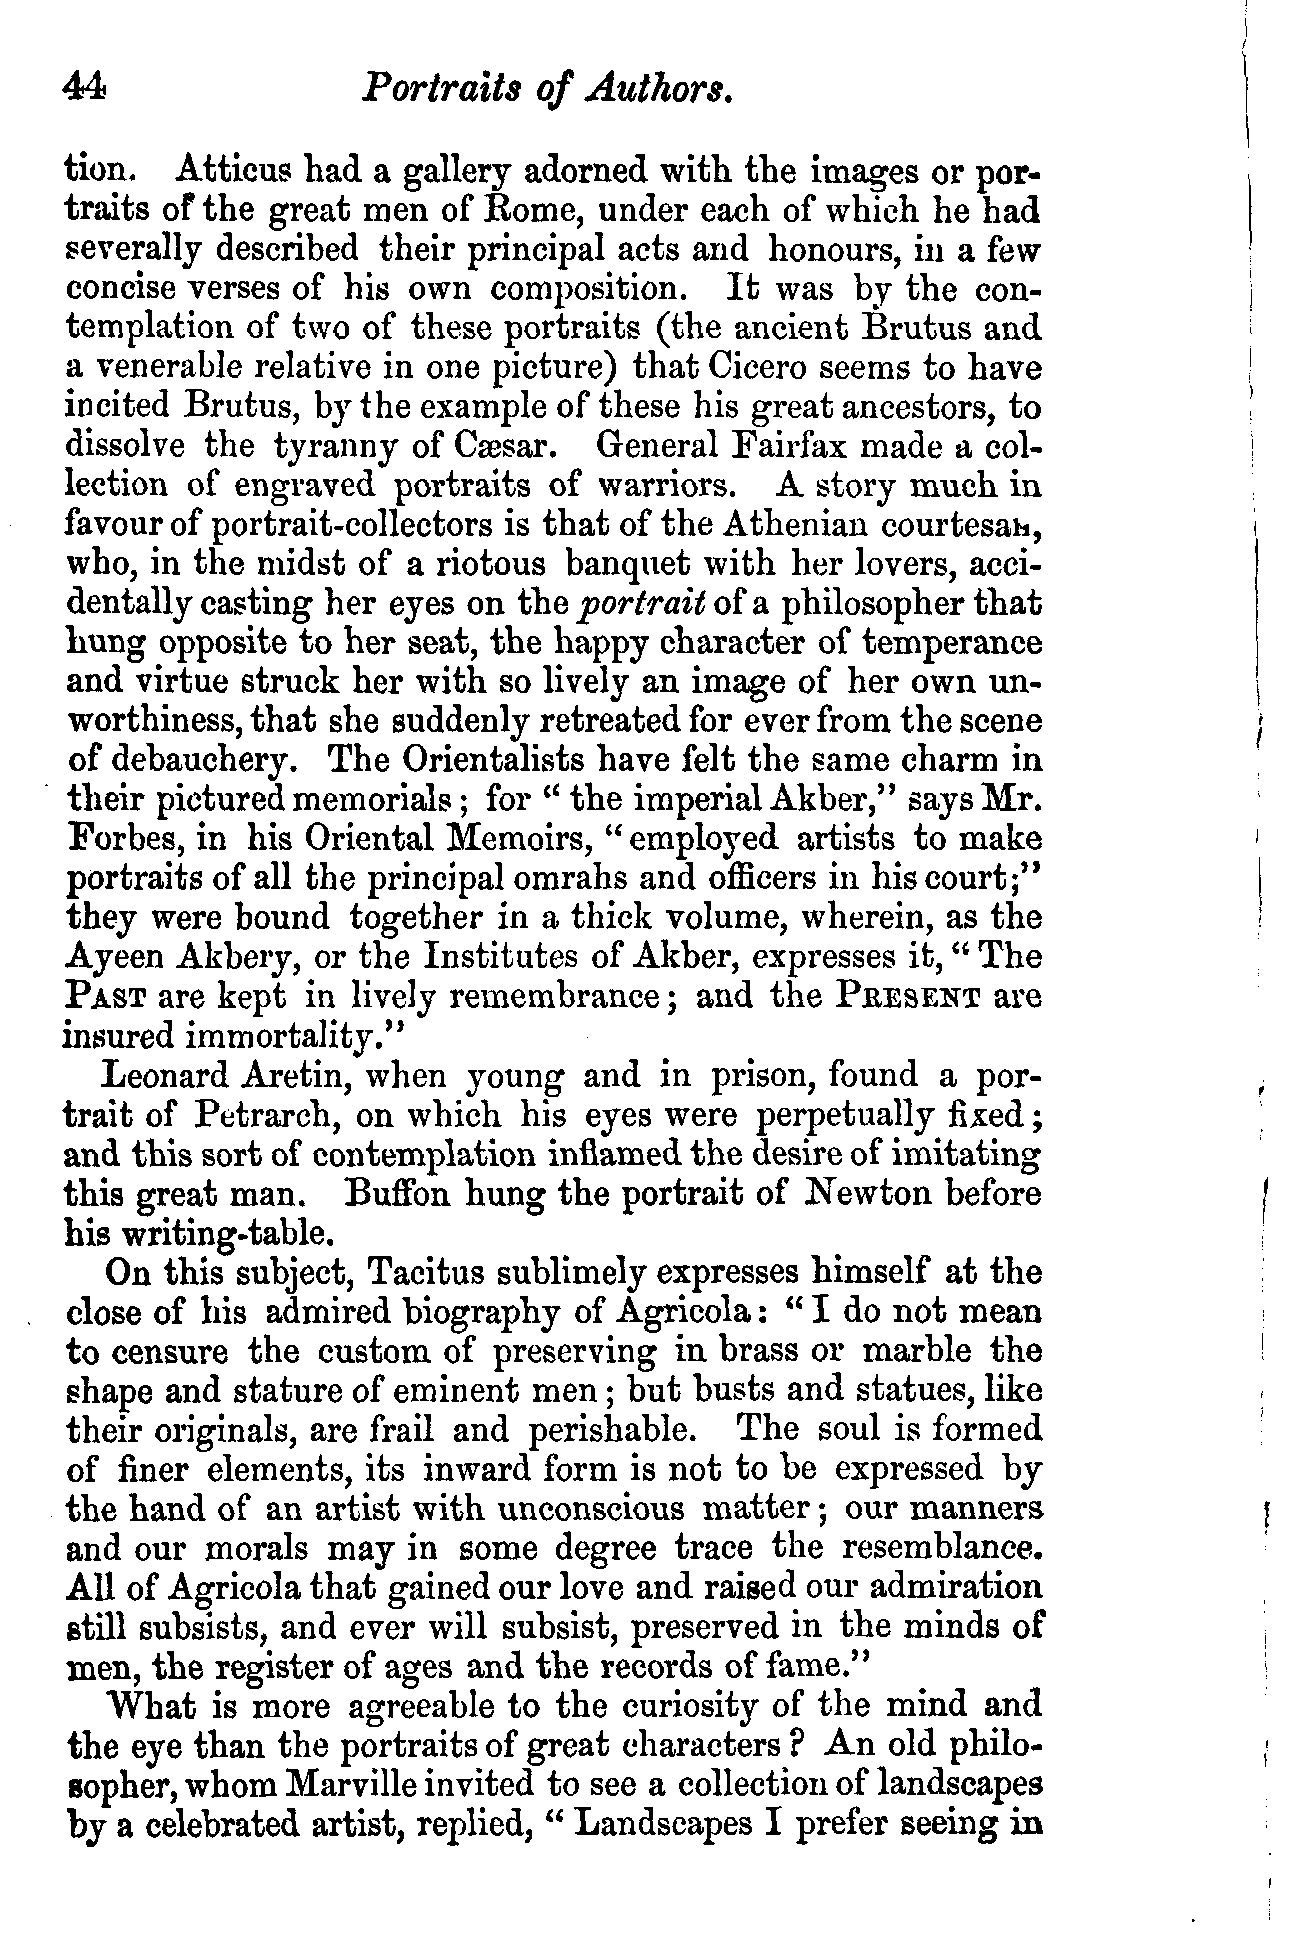 44 Portraits of Authors.
tion. Atticus had a gallery adorned with the images or por-
traits of the great men of Rome, under each of which he had
severally described their principal acts and honours, in a few
concise verses of his own composition. It was by the con-
templation of two of these portraits (the ancient Brutus and
a venerable relative in one picture) that Cicero seems to have
incited Brutus, by the example of these his great ancestors, to
dissolve the tyranny of Cæsar. General Fairfax made a col-
lection of engraved portraits of warriors. A story much in
favour of portrait-collectors is that of the Athenian courtesan,
who, in the midst of a riotous banquet with her lovers, acci-
dentally casting her eyes on the portrait of a philosopher that
hung opposite to her seat, the happy character of temperance
and virtue struck her with so lively an image of her own un-
worthiness, that she suddenly retreated for ever from the scene
of debauchery. The Orientalists have felt the same charm in
their pictured memorials; for "the imperial Akber," says Mr.
Forbes, in his Oriental Memoirs, "employed artists to make
portraits of all the principal omrahs and officers in his court;"
they were bound together in a thick volume, wherein, as the
Ayeen Akbery, or the Institutes of Akber, expresses it, "The
PAST are kept in lively remembrance; and the PRESENT are
insured immortality."
Leonard Aretin, when young and in prison, found a por-
trait of Petrarch, on which his eyes were perpetually fixed;
and this sort of contemplation inflamed the desire of imitating
this great man. Buffon hung the portrait of Newton before
his writing-table.
On this subject, Tacitus sublimely expresses himself at the
close of his admired biography of Agricola: "I do not mean
to censure the custom of preserving in brass or marble the
shape and stature of eminent men; but busts and statues, like
their originals, are frail and perishable. The soul is formed
of finer elements, its inward form is not to be expressed by
the hand of an artist with unconscious matter; our manners
and our morals may in some degree trace the resemblance.
All of Agricola that gained our love and raised our admiration
still subsists, and ever will subsist, preserved in the minds of
men, the register of ages and the records of fame."
What is more agreeable to the curiosity of the mind and
the eye than the portraits of great characters? An old philo-
sopher, whom Marville invited to see a collection of landscapes
by a celebrated artist, replied, "Landscapes I prefer seeing in